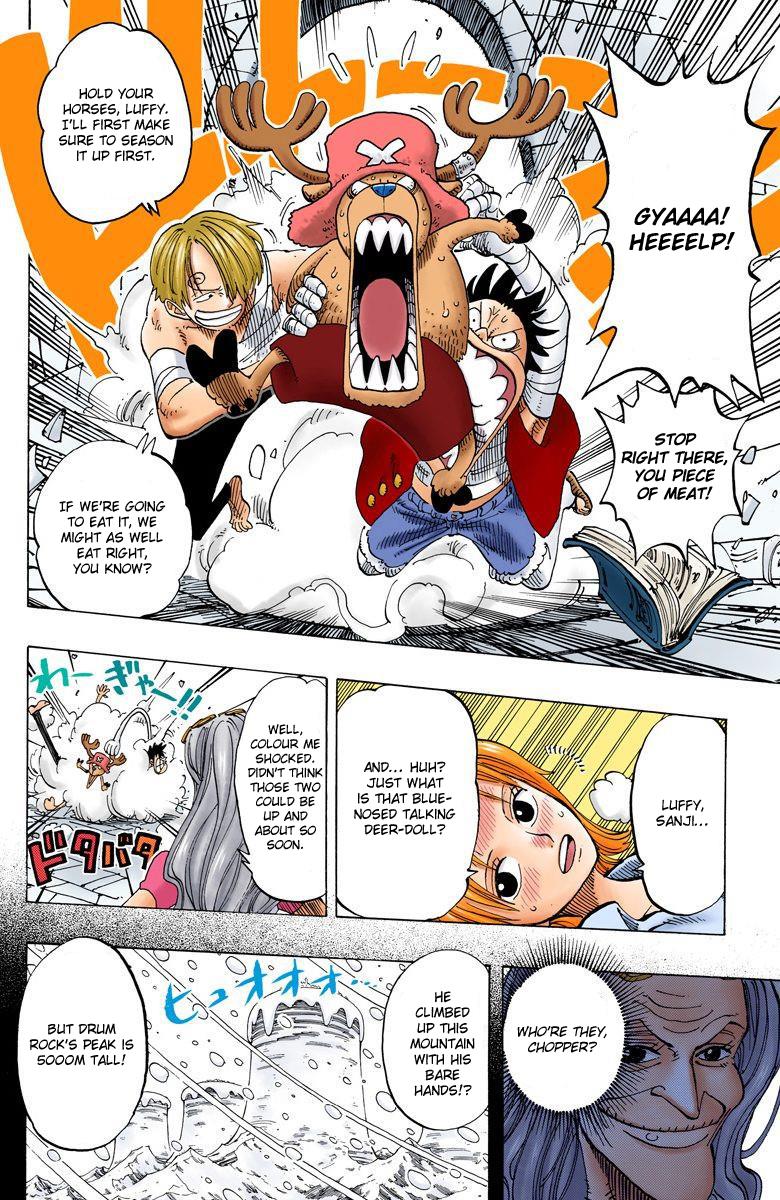 GYAAAA!
HEEEELP!
STOP
RIGHT THERE,
YOU PIECE
OF MEAT!
HOLD YOUR
HORSES, LUFFY.
I'LL FIRST MAKE
SURE TO SEASON
IT UP FIRST.
IF WE'RE GOING
TO EAT IT, WE
MIGHT AS WELL
EAT RIGHT,
YOU KNOW?
LUFFY,
SANJI...
AND... HUH?
JUST WHAT
IS THAT BLUE-
NOSED TALKING
DEER-DOLL?
WELL,
COLOUR ME
SHOCKED.
DIDN'T THINK
THOSE TWO
COULD BE
UP AND
ABOUT SO
SOON.
わーぎゃー!!
ドタバタ
WHO'RE THEY,
CHOPPER?
HE
CLIMBED
UP THIS
MOUNTAIN
WITH HIS
BARE
HANDS!?
ヒュオオオ...
BUT DRUM
ROCK'S PEAK IS
SOOOM TALL!